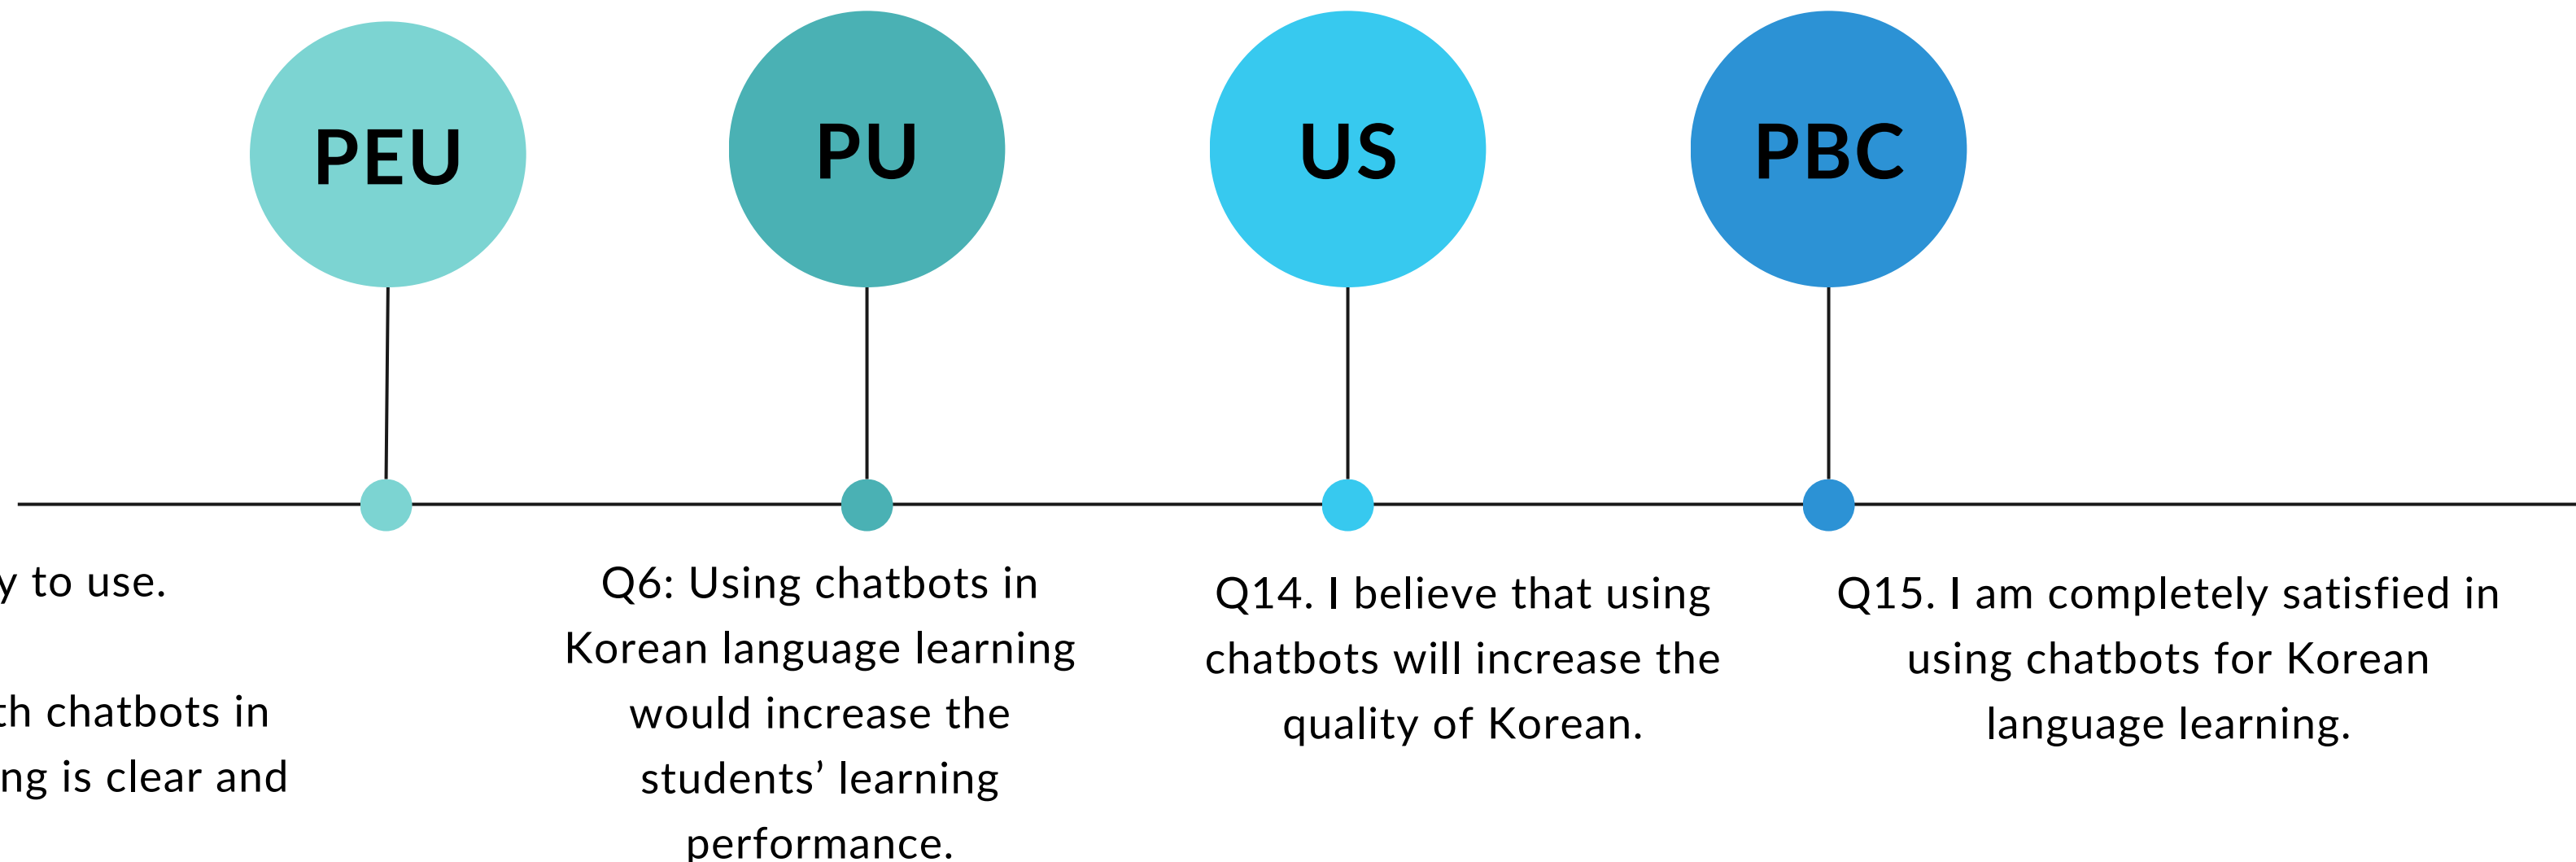 PEU
PU
US
PBC
to use.
chatbots in
is clear and
Q6: Using chatbots in
Korean language learning
would increase the
students’ learning
performance.
Q14. I believe that using
chatbots will increase the
quality of Korean.
Q15. I am completely satisfied in
using chatbots for Korean
language learning.